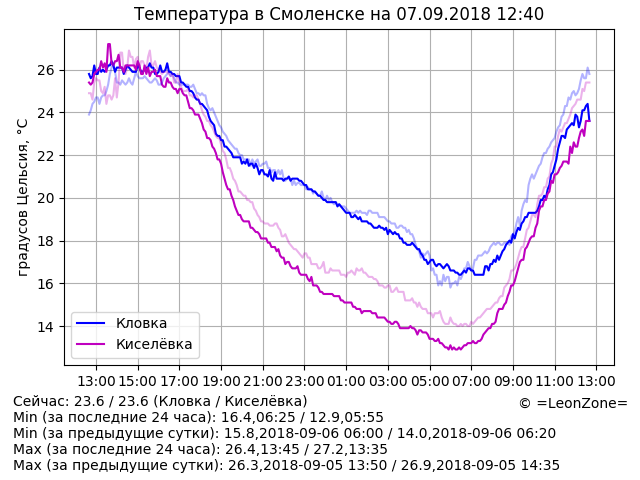 Температура в Смоленске на 07.09.2018 12:40
градусов Цельсия, °C
26
24
22
20
18
16
14
Кловка
Киселёвка
13:00 15:00 17:00 19:00 21:00 23:00 01:00 03:00 05:00 07:00 09:00 11:00 13:00
Сейчас: 23.6 / 23.6 (Кловка / Киселёвка)
© =LeonZone=
Min (за последние 24 часа): 16.4,06:25 / 12.9,05:55
Min (за предыдущие сутки): 15.8,2018-09-06 06:00 / 14.0,2018-09-06 06:20
Max (за последние 24 часа): 26.4,13:45 / 27.2,13:35
Max (за предыдущие сутки): 26.3,2018-09-05 13:50 / 26.9,2018-09-05 14:35